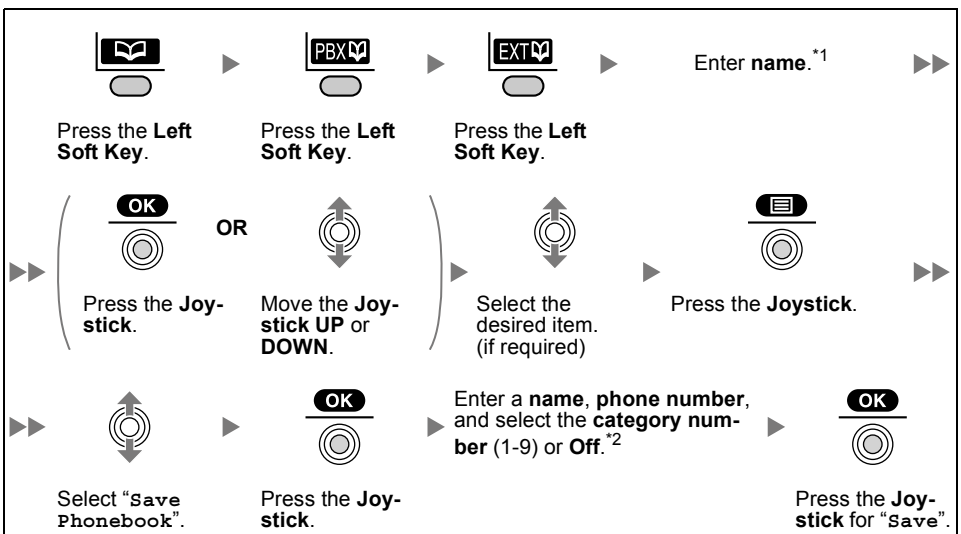 PBX
EXT
Enter name.*1
Press the Left
Soft Key.
Press the Left
Soft Key.
Press the Left
Soft Key.
OK
OR
Press the Joy-
stick.
Move the Joy-
stick UP or
DOWN.
Select the
desired item.
(if required)
Press the Joystick.
Select “Save
Phonebook”.
OK
Press the Joy-
stick.
Enter a name, phone number,
and select the category num-
ber (1-9) or Off.*2
OK
Press the Joy-
stick for “Save”.